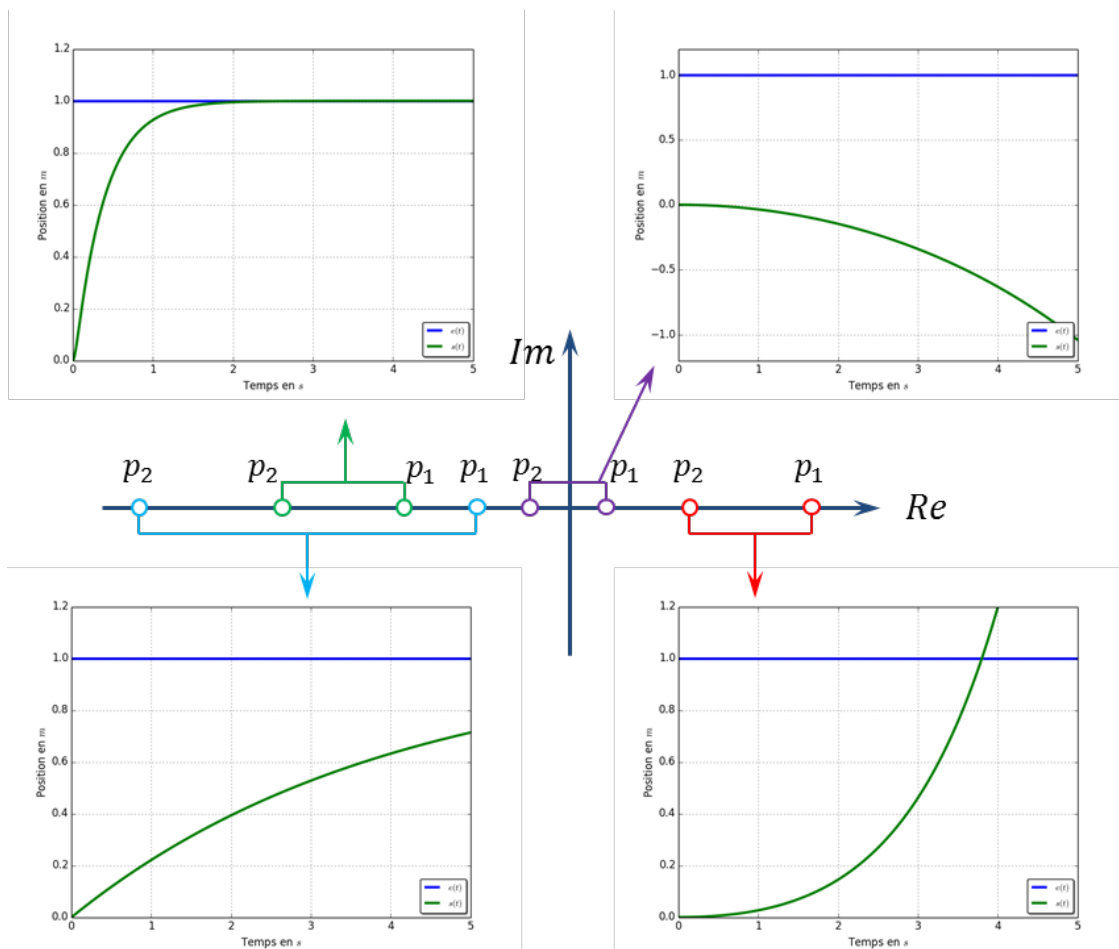 1.2
1.0
0.8
0.6
0.4
0.2
0.0
Position en m
0 1 2 3 4 5
Temps en s
e(t)
s(t)
1.0
0.5
0.0
−0.5
−1.0
Position en m
0 1 2 3 4 5
Temps en s
e(t)
s(t)
Im
p₂ p₂ p₁ p₁ p₂ p₁ p₂ p₁
Re
1.2
1.0
0.8
0.6
0.4
0.2
0.0
Position en m
0 1 2 3 4 5
Temps en s
e(t)
s(t)
1.2
1.0
0.8
0.6
0.4
0.2
0.0
Position en m
0 1 2 3 4 5
Temps en s
e(t)
s(t)